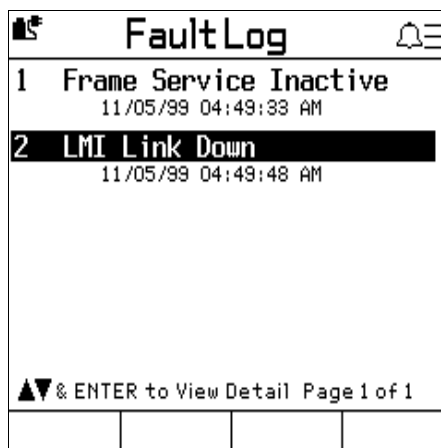 Fault Log
1 Frame Service Inactive
11/05/99 04:49:33 AM
2 LMI Link Down
11/05/99 04:49:48 AM
▲▼ & ENTER to View Detail Page 1 of 1